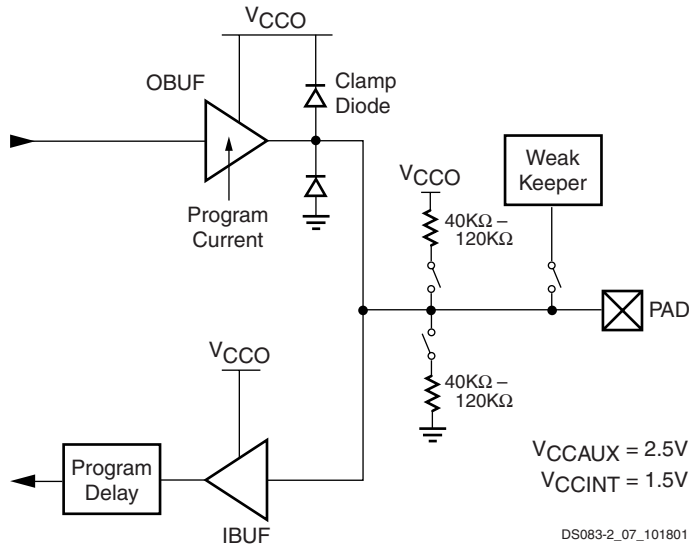 VCCO
OBUF
Clamp
Diode
Program
Current
VCCO
40KΩ –
120KΩ
Weak
Keeper
PAD
40KΩ –
120KΩ
VCCO
Program
Delay
IBUF
VCCAUX = 2.5V
VCCINT = 1.5V
DS083-2_07_101801